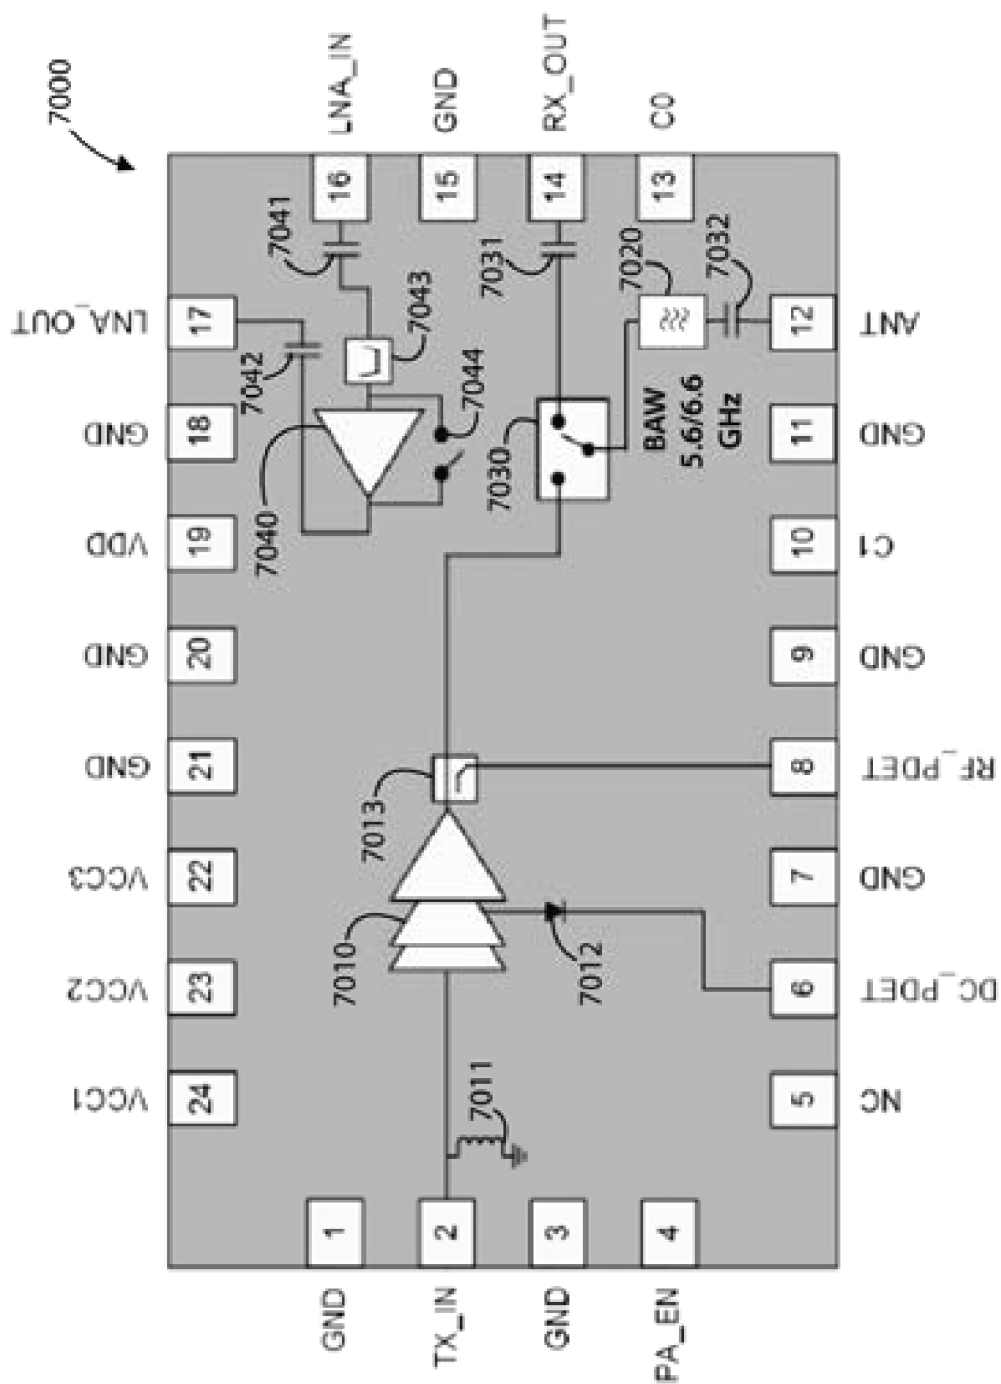 7000
LNA_IN
GND
RX_OUT
C0
16
15
14
13
LNA_OUT
17
GND
18
VDD
19
GND
20
GND
21
VCC3
22
VCC2
23
VCC1
24
7041
7042
7043
7044
7040
7031
7030
7020
7032
BAW
5.6/6.6
GHz
12
ANT
11
GND
10
C1
9
GND
8
RF_PDET
7
GND
6
DC_PDET
5
NC
7013
7010
7012
7011
1
2
3
4
GND
TX_IN
GND
PA_EN